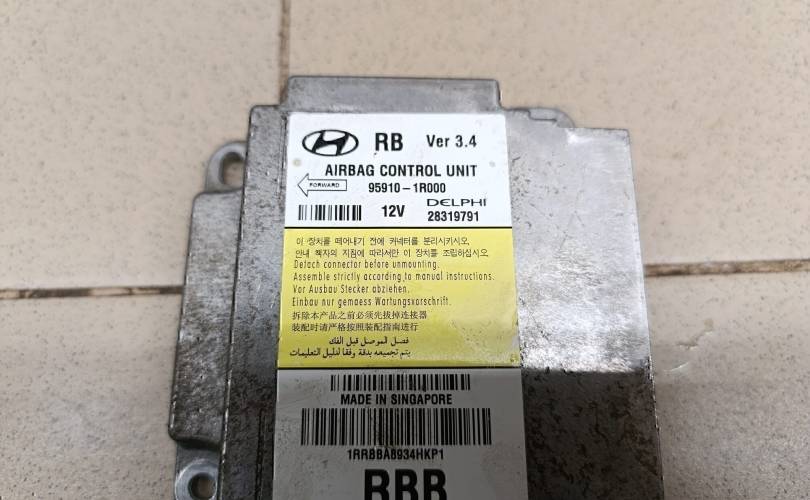 RB Ver 3.4
AIRBAG CONTROL UNIT
FORWARD
95910-1R000
12V DELPHI
28319791
이 장치를 떼어내기 전에 커넥터를 분리시키시오.
안내 책자의 지침에 따라서만 이 장치를 조립하십시오.
Detach connector before unmounting.
Assemble strictly according to manual instructions.
Vor Ausbau Stecker abziehen.
Einbau nur gemaess Wartungsvorschrift.
拆除本产品之前必须先拔掉连接器
装配时请严格按照装配指南进行
فصل الموصل قبل الفك
يتم تجميعه بدقة وفقا لدليل التعليمات
MADE IN SINGAPORE
1RRBBA8934HKP1
RBB